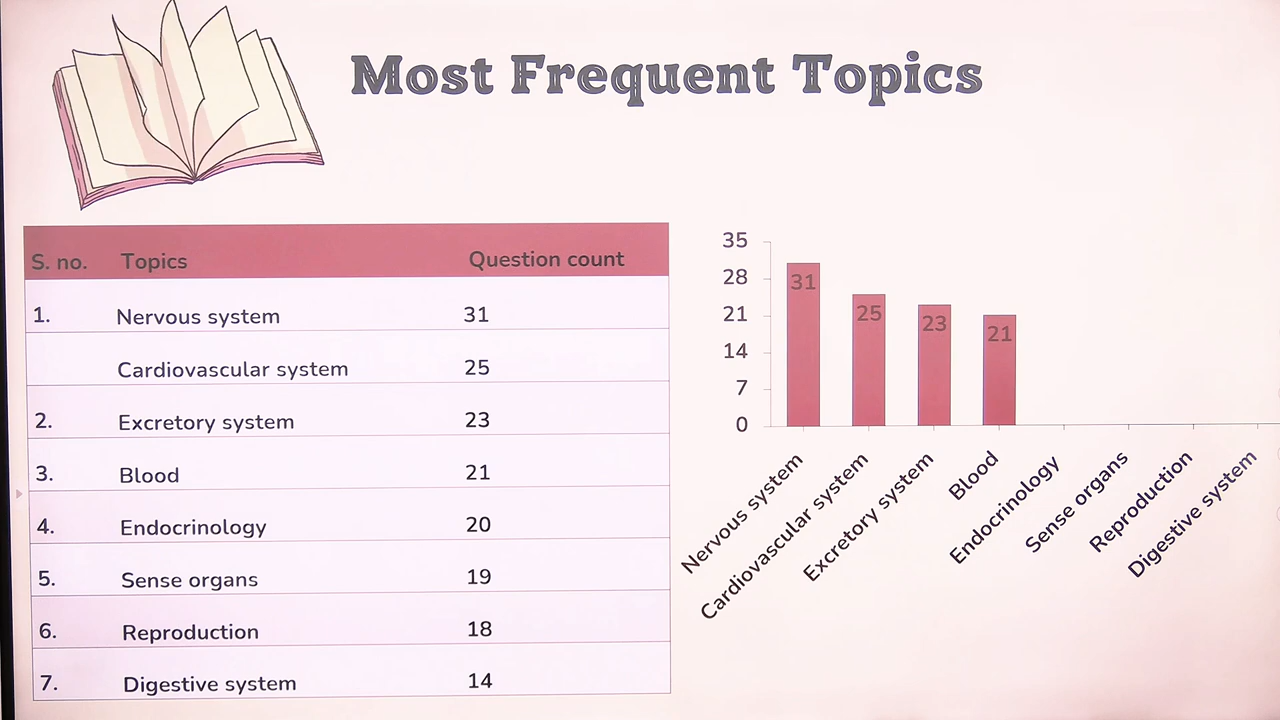 Most Frequent Topics
S. no. Topics Question count
1. Nervous system 31
Cardiovascular system 25
2. Excretory system 23
3. Blood 21
4. Endocrinology 20
5. Sense organs 19
6. Reproduction 18
7. Digestive system 14
35
28
21
14
7
0
31
25
23
21
Nervous system
Cardiovascular system
Excretory system
Blood
Endocrinology
Sense organs
Reproduction
Digestive system